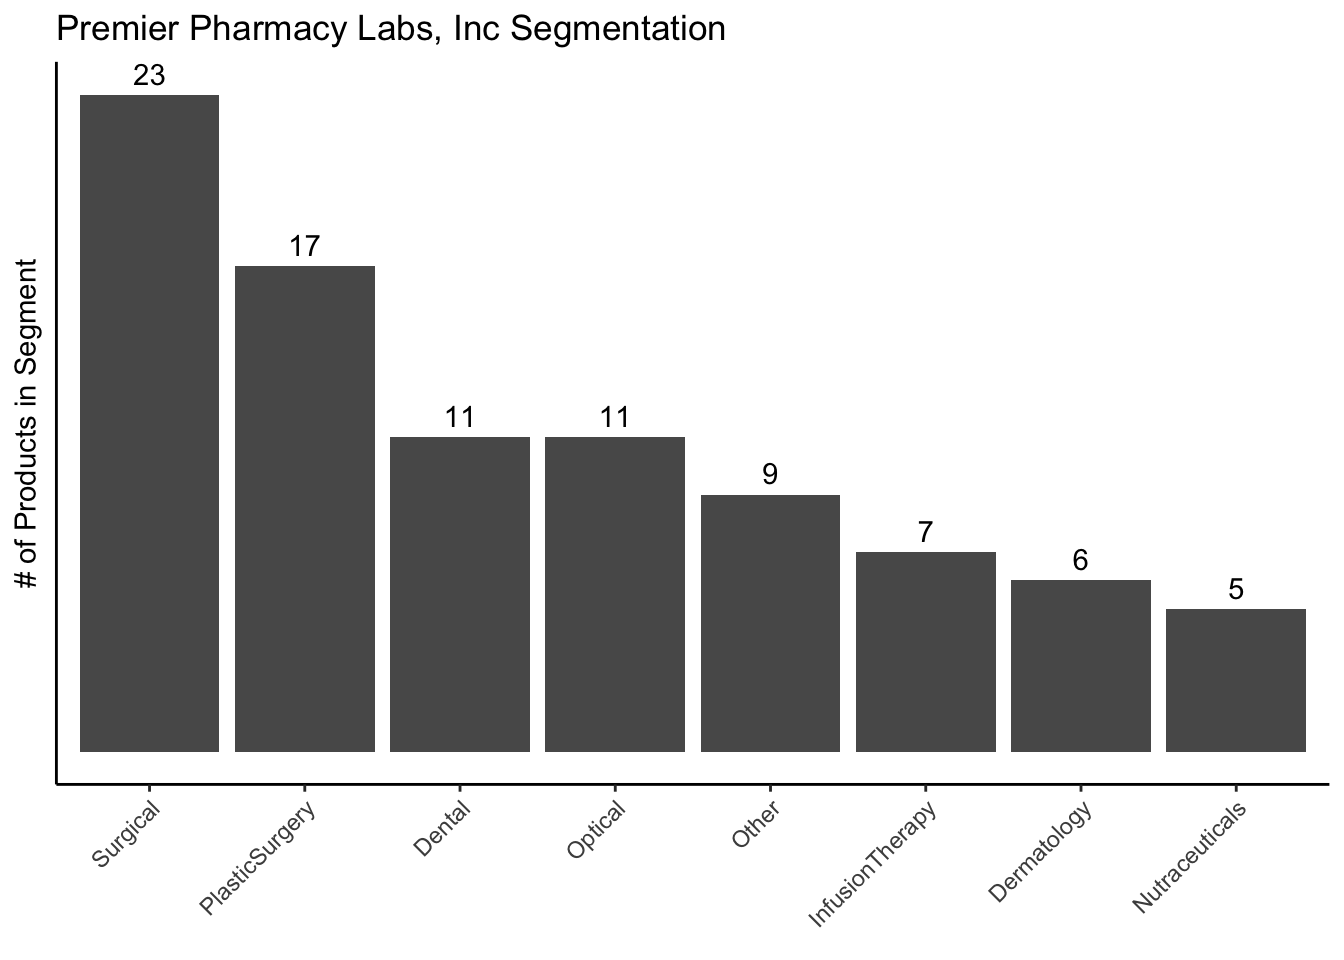 Premier Pharmacy Labs, Inc Segmentation
# of Products in Segment
23
17
11
11
9
7
6
5
Surgical
PlasticSurgery
Dental
Optical
Other
InfusionTherapy
Dermatology
Nutraceuticals